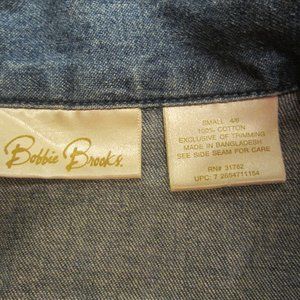 Bobbie Brooks.
SMALL 4/6
100% COTTON
EXCLUSIVE OF TRIMMING
MADE IN BANGLADESH
SEE SIDE SEAM FOR CARE
RN# 31762
UPC: 7 2654711154